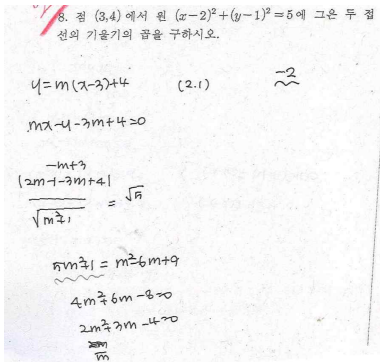 8. 점 (3,4) 에서 원 (x-2)²+(y-1)²=5에 그은 두 접
선의 기울기의 곱을 구하시오.
y=m(x-3)+4 (2.1) -2
mx-y-3m+4=0
-m+3
|2m-1-3m+4|
√m²+1 = √5
5m²+1 = m²-6m+9
4m²+6m-8=0
2m²+3m-4=0